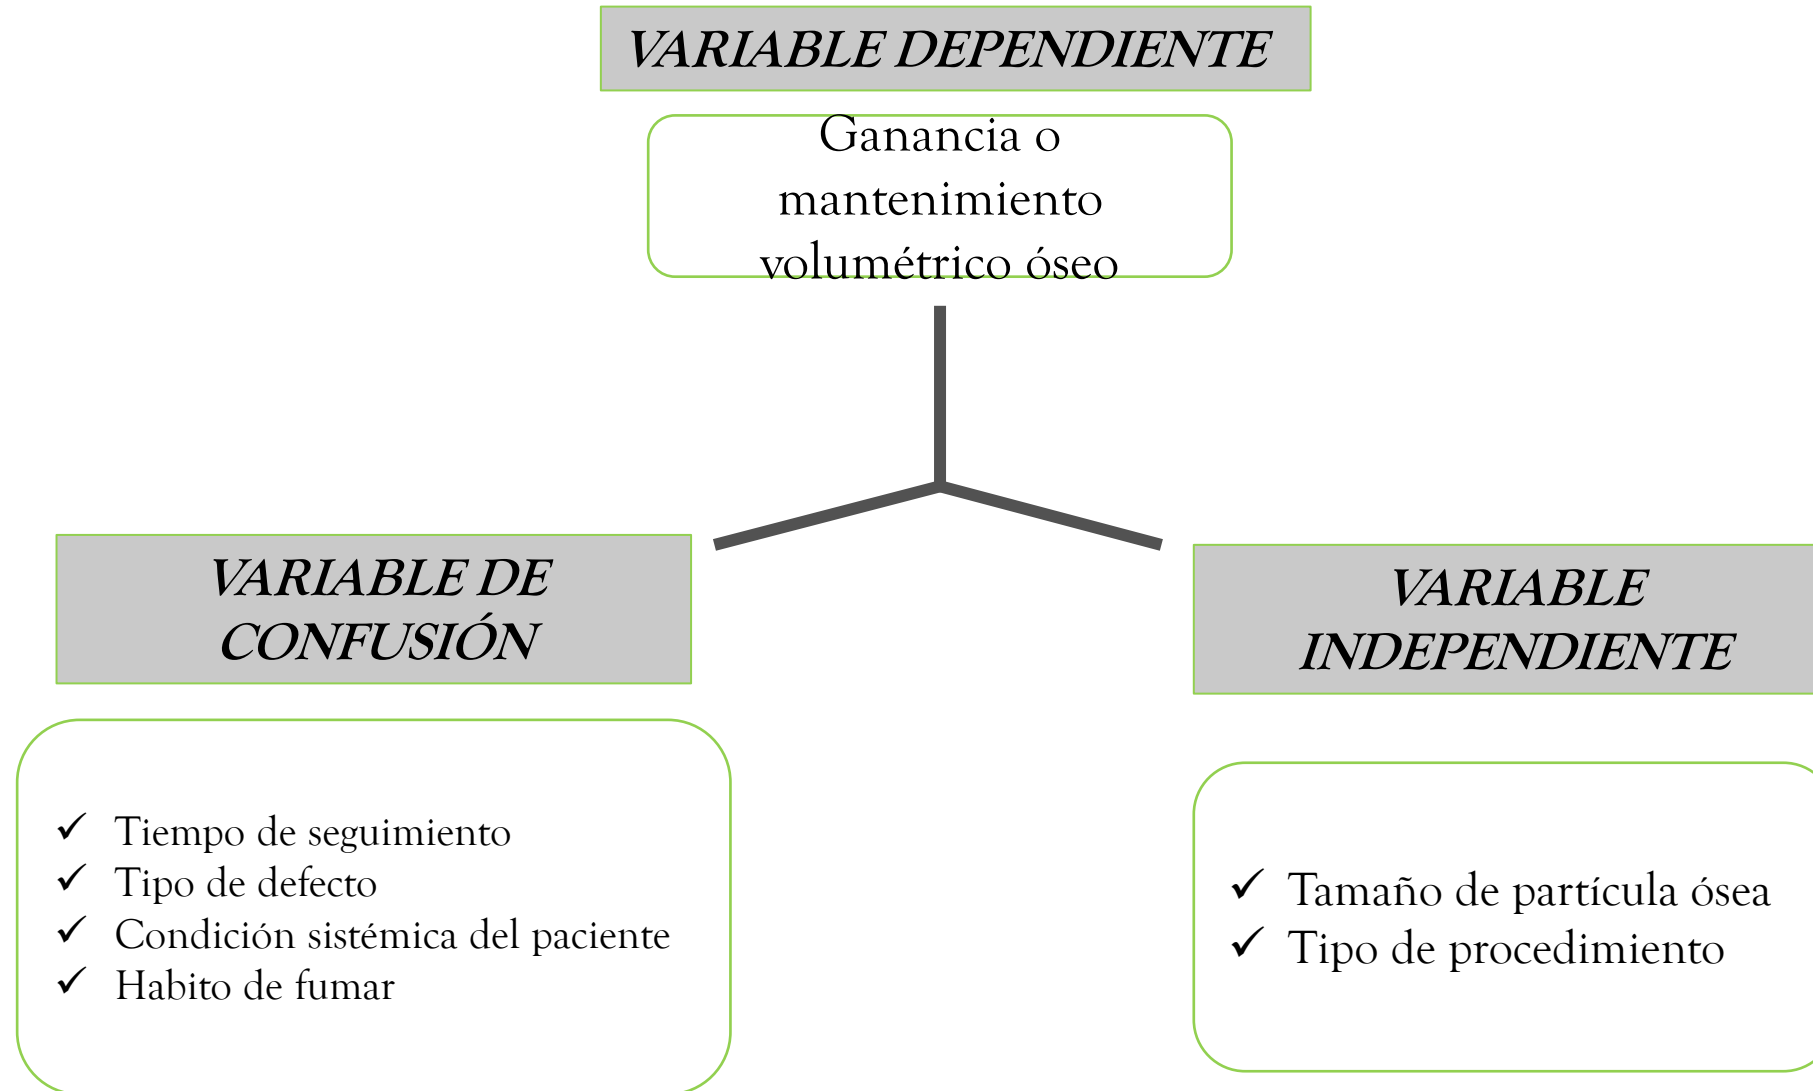 VARIABLE DEPENDIENTE
Ganancia o
mantenimiento
volumétrico óseo
VARIABLE DE
CONFUSIÓN
✓ Tiempo de seguimiento
✓ Tipo de defecto
✓ Condición sistémica del paciente
✓ Habito de fumar
VARIABLE
INDEPENDIENTE
✓ Tamaño de partícula ósea
✓ Tipo de procedimiento